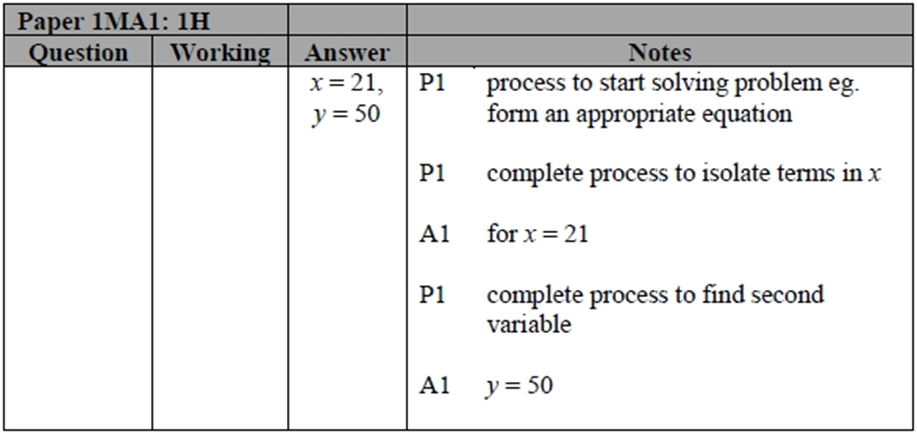 Paper 1MA1: 1H
Question Working Answer Notes
x = 21, P1 process to start solving problem eg.
y = 50 form an appropriate equation
P1 complete process to isolate terms in x
A1 for x = 21
P1 complete process to find second
variable
A1 y = 50